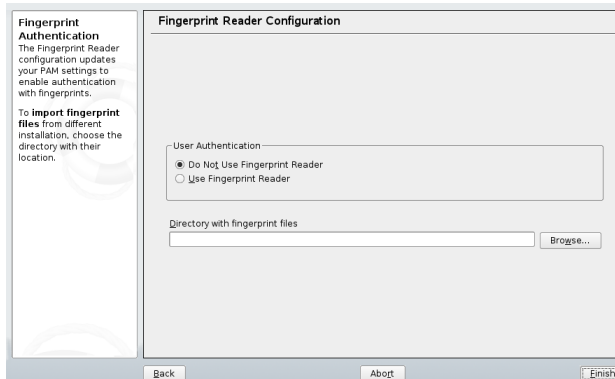 Fingerprint
Authentication
The Fingerprint Reader
configuration updates
your PAM settings to
enable authentication
with fingerprints.
To import fingerprint
files from different
installation, choose the
directory with their
location.
Fingerprint Reader Configuration
User Authentication
Do Not Use Fingerprint Reader
Use Fingerprint Reader
Directory with fingerprint files
Browse...
Back
Abort
Finish